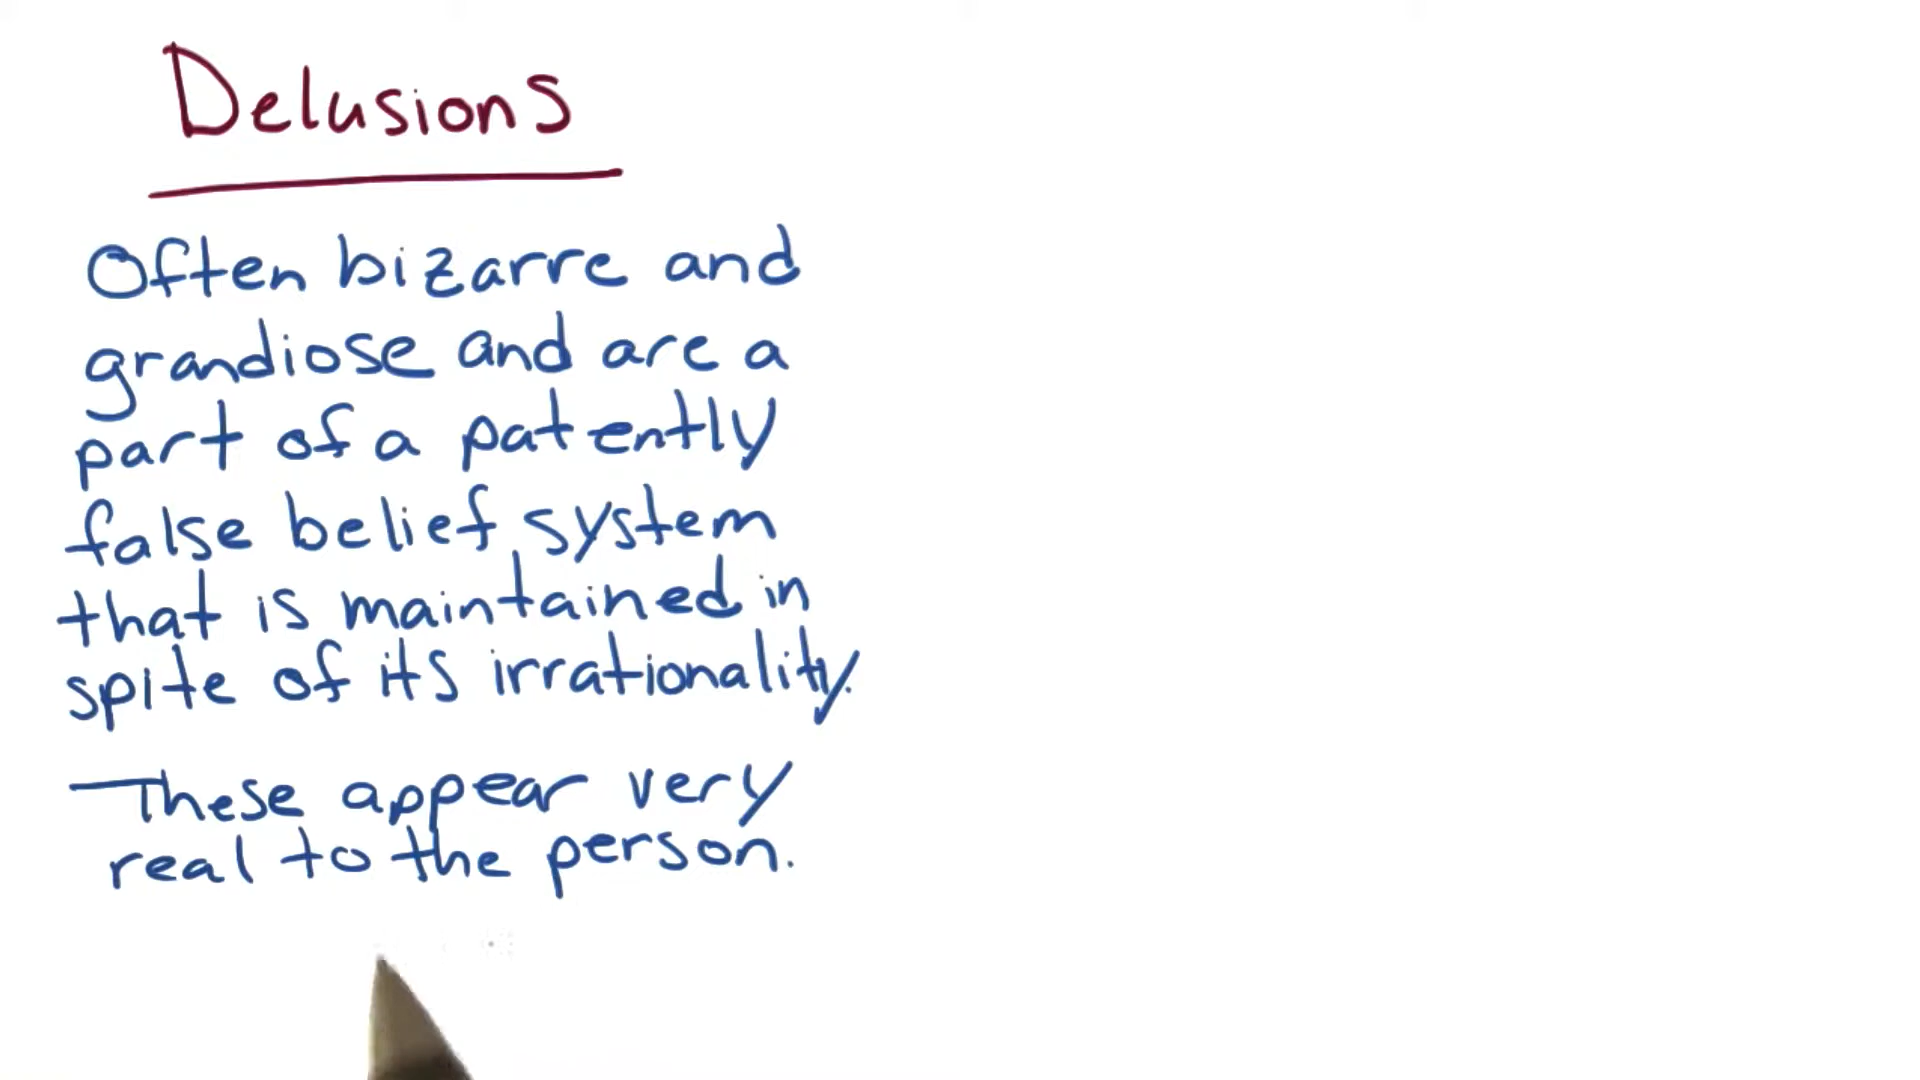 Delusions
Often bizarre and
grandiose and are a
part of a patently
false belief system
that is maintained in
spite of its irrationality.
These appear very
real to the person.